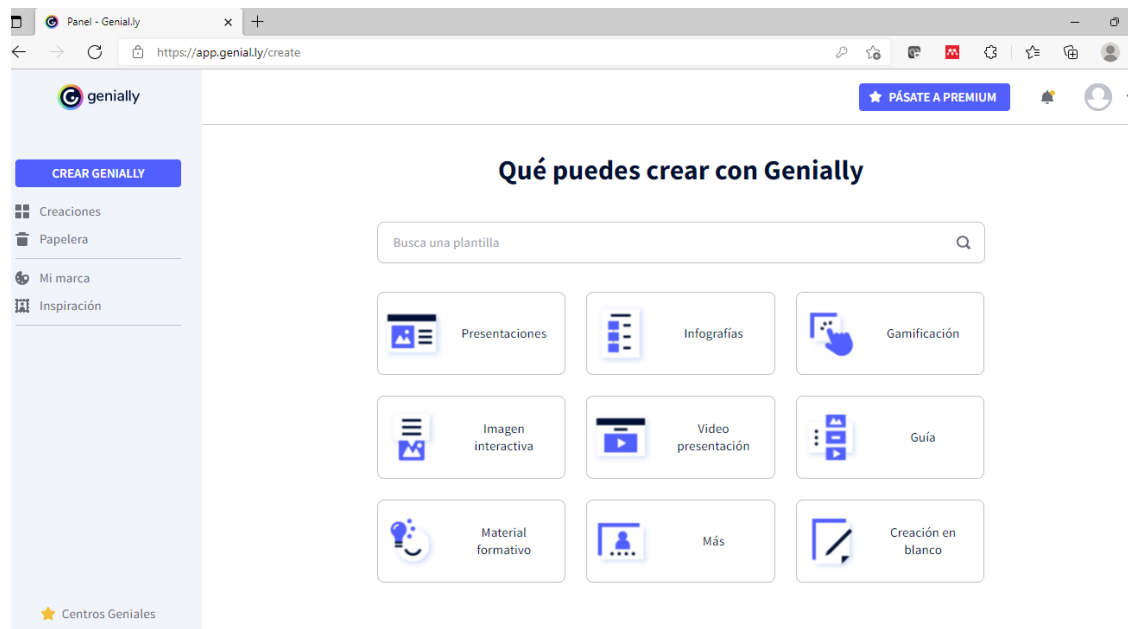 Panel - Genial.ly
https://app.genial.ly/create
genially
PÁSATE A PREMIUM
CREAR GENIALLY
Creaciones
Papelera
Mi marca
Inspiración
Centros Geniales
Qué puedes crear con Genially
Busca una plantilla
Presentaciones
Infografías
Gamificación
Imagen
interactiva
Video
presentación
Guía
Material
formativo
Más
Creación en
blanco